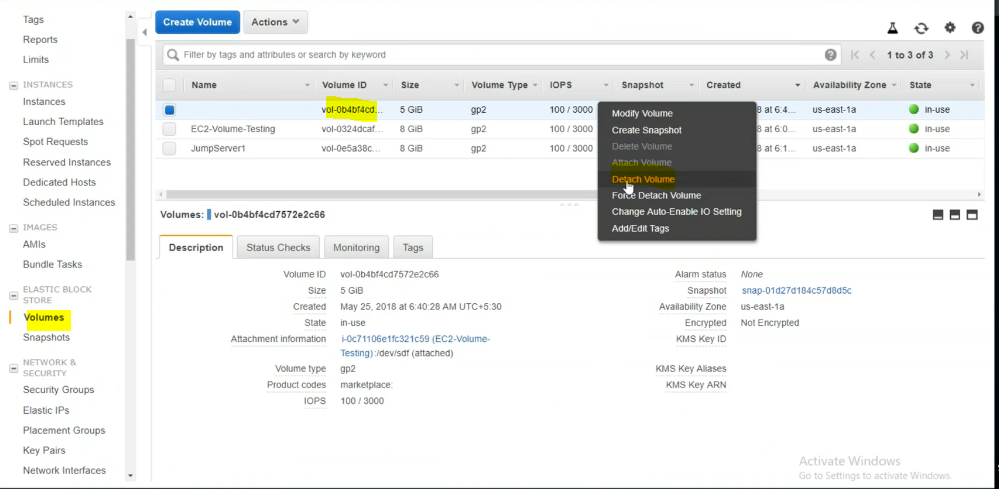 Tags
Reports
Limits
INSTANCES
Instances
Launch Templates
Spot Requests
Reserved Instances
Dedicated Hosts
Scheduled Instances
IMAGES
AMIs
Bundle Tasks
ELASTIC BLOCK
STORE
Volumes
Snapshots
NETWORK &
SECURITY
Security Groups
Elastic IPs
Placement Groups
Key Pairs
Network Interfaces
Create Volume Actions
Filter by tags and attributes or search by keyword 1 to 3 of 3
Name Volume ID Size Volume Type IOPS Snapshot Created Availability Zone State
vol-0b4bf4cd... 5 GiB gp2 100 / 3000 8 at 6:4... us-east-1a in-use
EC2-Volume-Testing vol-0324dcaf... 8 GiB gp2 100 / 3000 8 at 6:0... us-east-1a in-use
JumpServer1 vol-0e5a38c... 8 GiB gp2 100 / 3000 8 at 6:1... us-east-1a in-use
Modify Volume
Create Snapshot
Delete Volume
Attach Volume
Detach Volume
Force Detach Volume
Change Auto-Enable IO Setting
Add/Edit Tags
Volumes: vol-0b4bf4cd7572e2c66
Description Status Checks Monitoring Tags
Volume ID vol-0b4bf4cd7572e2c66 Alarm status None
Size 5 GiB Snapshot snap-01d27d184c57d8d5c
Created May 25, 2018 at 6:40:28 AM UTC+5:30 Availability Zone us-east-1a
State in-use Encrypted Not Encrypted
Attachment information i-0c71106e1fc321c59 (EC2-Volume- KMS Key ID
Testing):/dev/sdf (attached)
Volume type gp2 KMS Key Aliases
Product codes marketplace: KMS Key ARN
IOPS 100 / 3000
Activate Windows
Go to Settings to activate Windows.